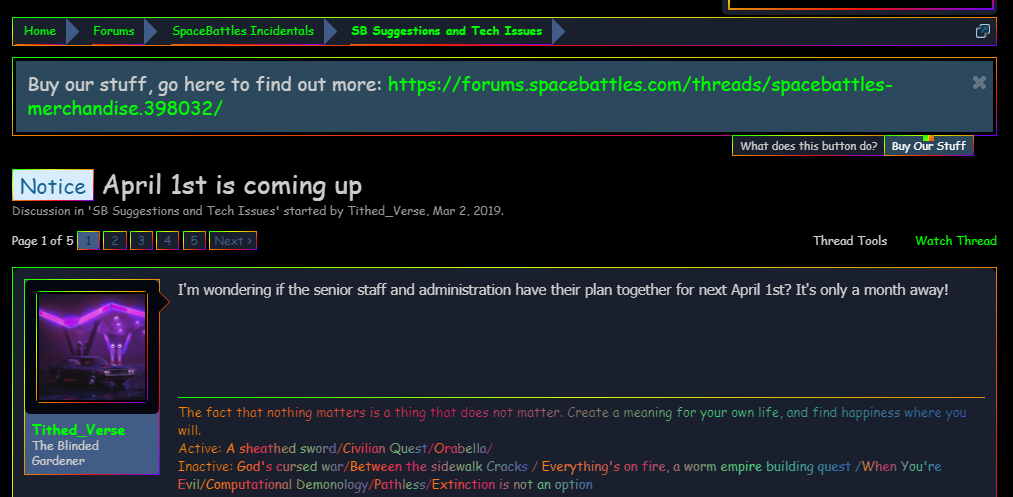 Home Forums SpaceBattles Incidentals SB Suggestions and Tech Issues
Buy our stuff, go here to find out more: https://forums.spacebattles.com/threads/spacebattles-
merchandise.398032/
What does this button do? Buy Our Stuff
Notice April 1st is coming up
Discussion in 'SB Suggestions and Tech Issues' started by Tithed_Verse, Mar 2, 2019.
Page 1 of 5 1 2 3 4 5 Next > Thread Tools Watch Thread
I'm wondering if the senior staff and administration have their plan together for next April 1st? It's only a month away!
Tithed_Verse
The Blinded
Gardener
The fact that nothing matters is a thing that does not matter. Create a meaning for your own life, and find happiness where you
will.
Active: A sheathed sword/Civilian Quest/Orabella/
Inactive: God's cursed war/Between the sidewalk Cracks / Everything's on fire, a worm empire building quest /When You're
Evil/Computational Demonology/Pathless/Extinction is not an option